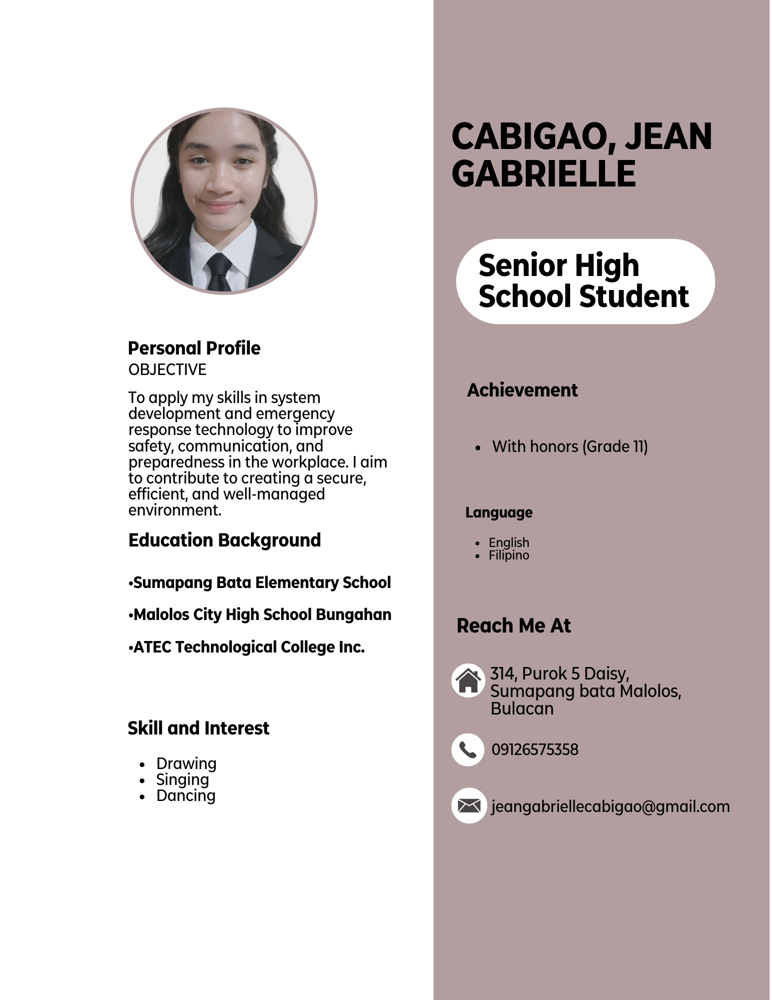 CABIGAO, JEAN
GABRIELLE
Senior High
School Student
Personal Profile
OBJECTIVE
To apply my skills in system
development and emergency
response technology to improve
safety, communication, and
preparedness in the workplace. I aim
to contribute to creating a secure,
efficient, and well-managed
environment.
Education Background
•Sumapang Bata Elementary School
•Malolos City High School Bungahan
•ATEC Technological College Inc.
Skill and Interest
• Drawing
• Singing
• Dancing
Achievement
• With honors (Grade 11)
Language
• English
• Filipino
Reach Me At
314, Purok 5 Daisy,
Sumapang bata Malolos,
Bulacan
09126575358
jeangabriellecabigao@gmail.com